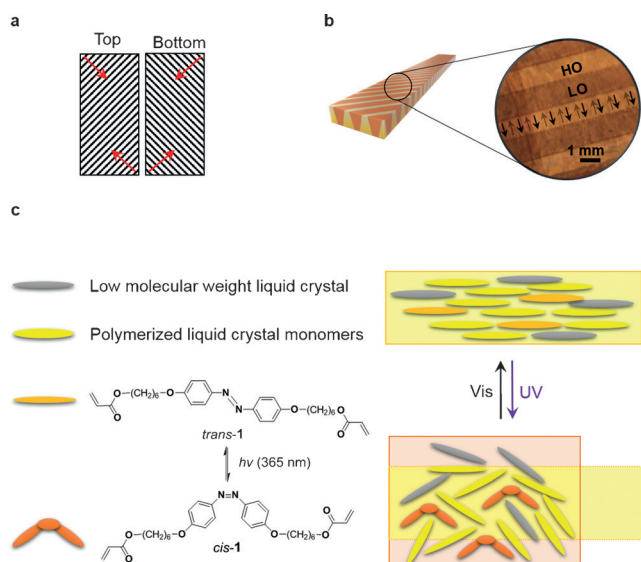 a
Top
Bottom
b
HO
LO
1 mm
c
Low molecular weight liquid crystal
Polymerized liquid crystal monomers
O (CH2)6 O N N O (CH2)6 O O O
trans-1
hv (365 nm)
N=N
O (CH2)6 O O (CH2)6 O O O
cis-1
Vis
UV